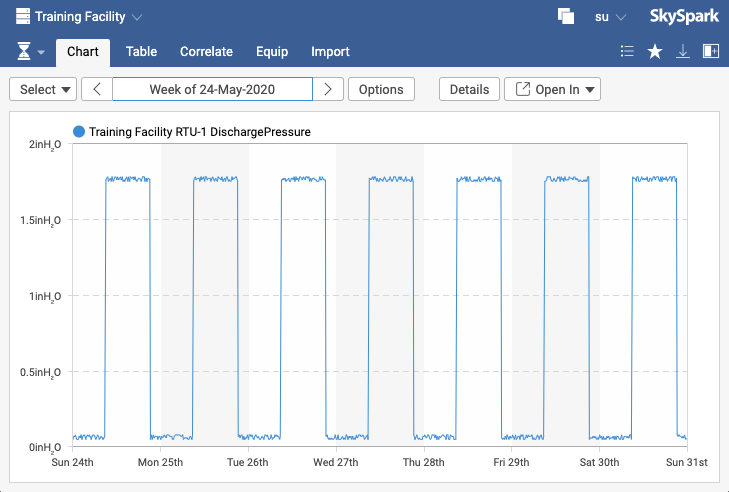 Training Facility
su
SkySpark
Chart Table Correlate Equip Import
Select Week of 24-May-2020 Options Details Open In
Training Facility RTU-1 DischargePressure
2inH₂O
1.5inH₂O
1inH₂O
0.5inH₂O
0inH₂O
Sun 24th Mon 25th Tue 26th Wed 27th Thu 28th Fri 29th Sat 30th Sun 31st